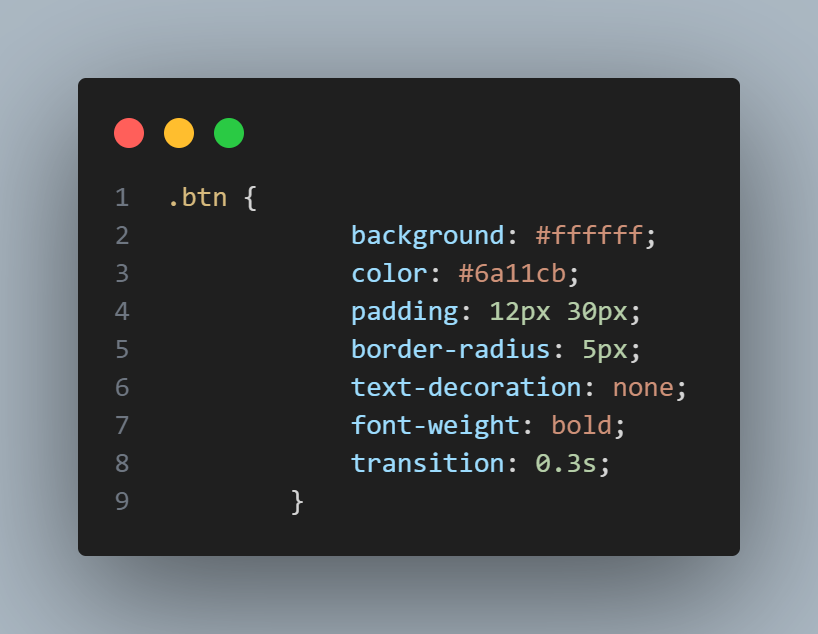 1 .btn {
2 background: #ffffff;
3 color: #6a11cb;
4 padding: 12px 30px;
5 border-radius: 5px;
6 text-decoration: none;
7 font-weight: bold;
8 transition: 0.3s;
9 }